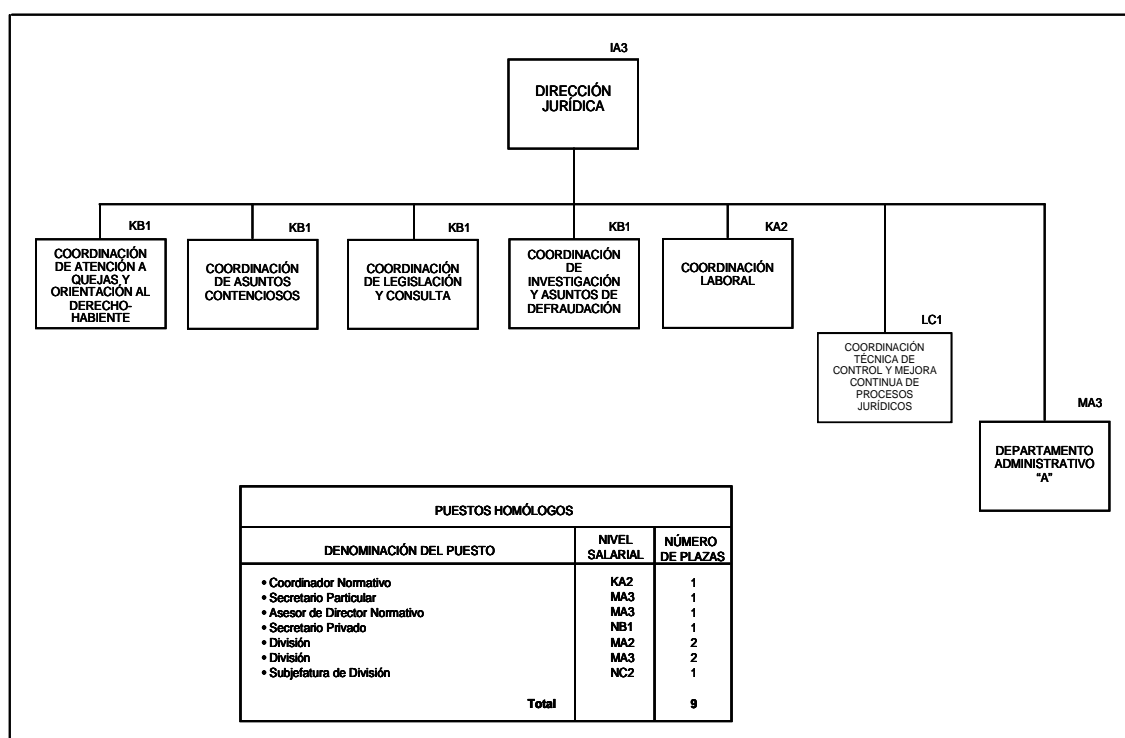 IA3
DIRECCIÓN
JURÍDICA
KB1
COORDINACIÓN
DE ATENCIÓN A
QUEJAS Y
ORIENTACIÓN AL
DERECHO-
HABIENTE
KB1
COORDINACIÓN
DE ASUNTOS
CONTENCIOSOS
KB1
COORDINACIÓN
DE LEGISLACIÓN
Y CONSULTA
KB1
COORDINACIÓN
DE
INVESTIGACIÓN
Y ASUNTOS DE
DEFRAUDACIÓN
KA2
COORDINACIÓN
LABORAL
LC1
COORDINACIÓN
TÉCNICA DE
CONTROL Y MEJORA
CONTINUA DE
PROCESOS
JURÍDICOS
MA3
DEPARTAMENTO
ADMINISTRATIVO
“A”
PUESTOS HOMÓLOGOS
DENOMINACIÓN DEL PUESTO NIVEL SALARIAL NÚMERO DE PLAZAS
• Coordinador Normativo KA2 1
• Secretario Particular MA3 1
• Asesor de Director Normativo MA3 1
• Secretario Privado NB1 1
• División MA2 2
• División MA3 2
• Subjefatura de División NC2 1
Total 9